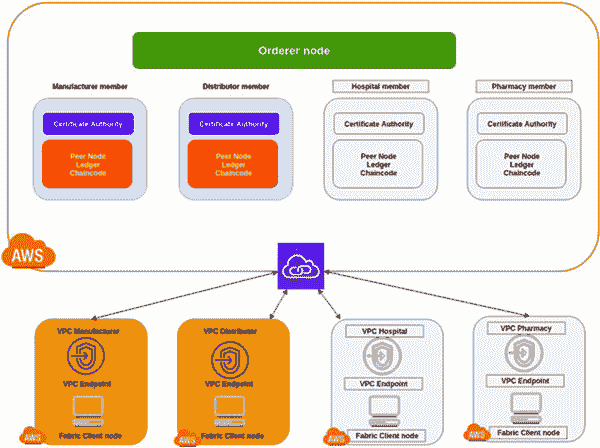 Orderer node
Manufacturer member
Distributor member
Hospital member
Pharmacy member
Certificate Authority
Certificate Authority
Certificate Authority
Certificate Authority
Peer Node
Ledger
Chaincode
Peer Node
Ledger
Chaincode
Peer Node
Ledger
Chaincode
Peer Node
Ledger
Chaincode
AWS
VPC Manufacturer
VPC Distributer
VPC Hospital
VPC Pharmacy
VPC Endpoint
VPC Endpoint
VPC Endpoint
VPC Endpoint
Fabric Client node
Fabric Client node
Fabric Client node
Fabric Client node
AWS
AWS
AWS
AWS